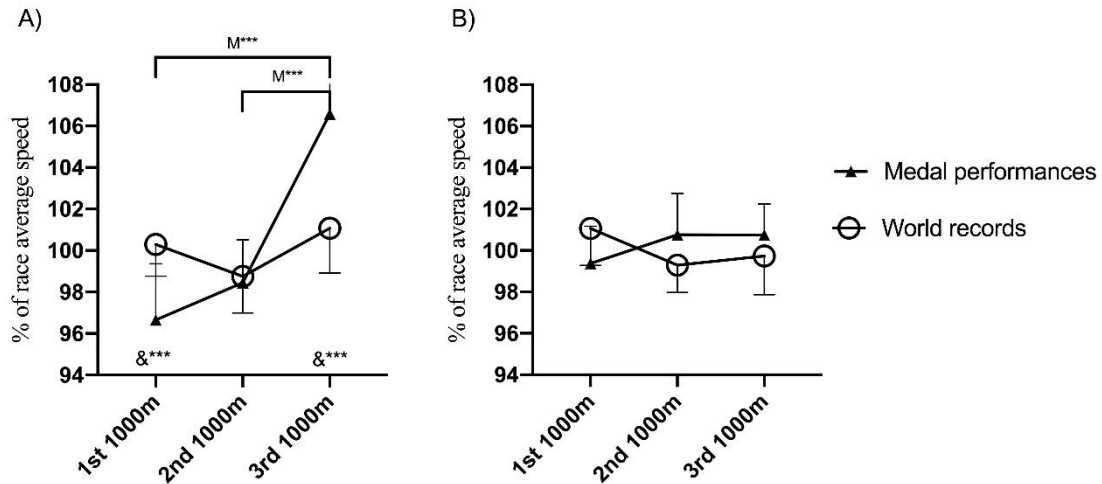 A)
M***
M***
% of race average speed
108
106
104
102
100
98
96
94
&***
&***
1st 1000m
2nd 1000m
3rd 1000m
B)
% of race average speed
108
106
104
102
100
98
96
94
1st 1000m
2nd 1000m
3rd 1000m
Medal performances
World records